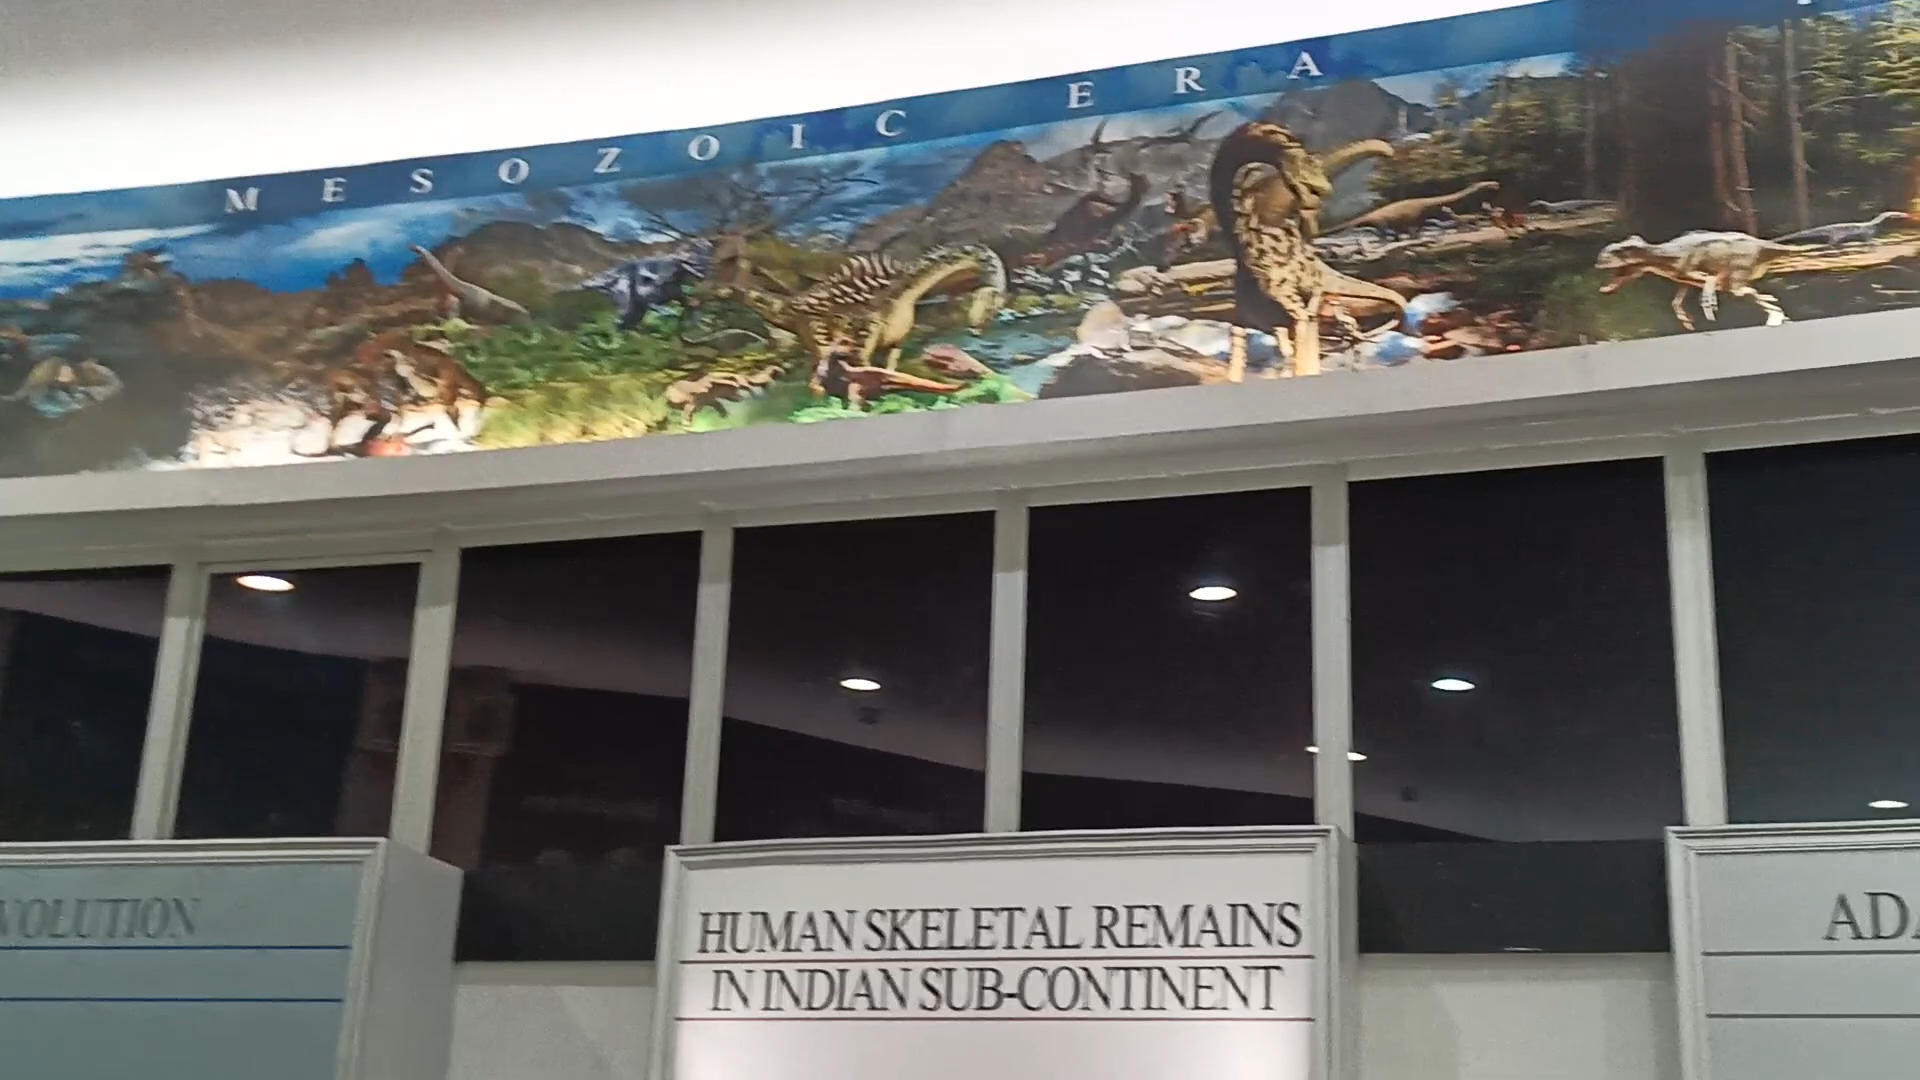 MESOZOIC ERA
VOLUTION
HUMAN SKELETAL REMAINS
IN INDIAN SUB-CONTINENT
ADA